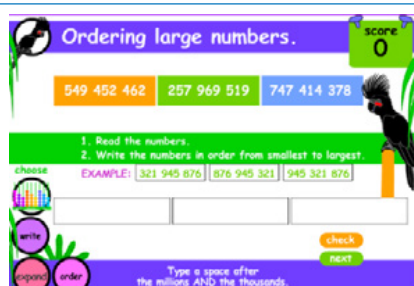 Ordering large numbers.
score
0
549 452 462 257 969 519 747 414 378
1. Read the numbers.
2. Write the numbers in order from smallest to largest.
choose
EXAMPLE: 321 945 876 876 945 321 945 321 876
write
check
next
expand order
Type a space after
the millions AND the thousands.